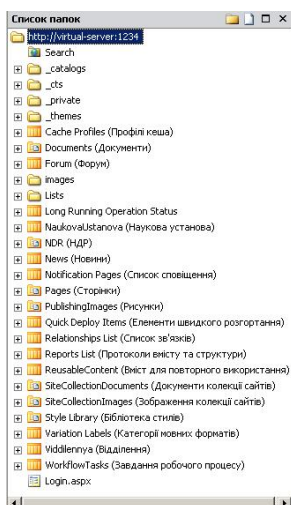 Список папок
http://virtual-server:1234
Search
_catalogs
_cts
_private
_themes
Cache Profiles (Профілі кеша)
Documents (Документи)
Forum (Форум)
images
Lists
Long Running Operation Status
NaukovaUstanova (Наукова установа)
NDR (НДР)
News (Новини)
Notification Pages (Список сповіщення)
Pages (Сторінки)
PublishingImages (Рисунки)
Quick Deploy Items (Елементи швидкого розгортання)
Relationships List (Список зв'язків)
Reports List (Протоколи вмісту та структури)
ReusableContent (Вміст для повторного використання)
SiteCollectionDocuments (Документи колекції сайтів)
SiteCollectionImages (Зображення колекції сайтів)
Style Library (Бібліотека стилів)
Variation Labels (Категорії мовних форматів)
Viddilennya (Відділення)
WorkflowTasks (Завдання робочого процесу)
Login.aspx